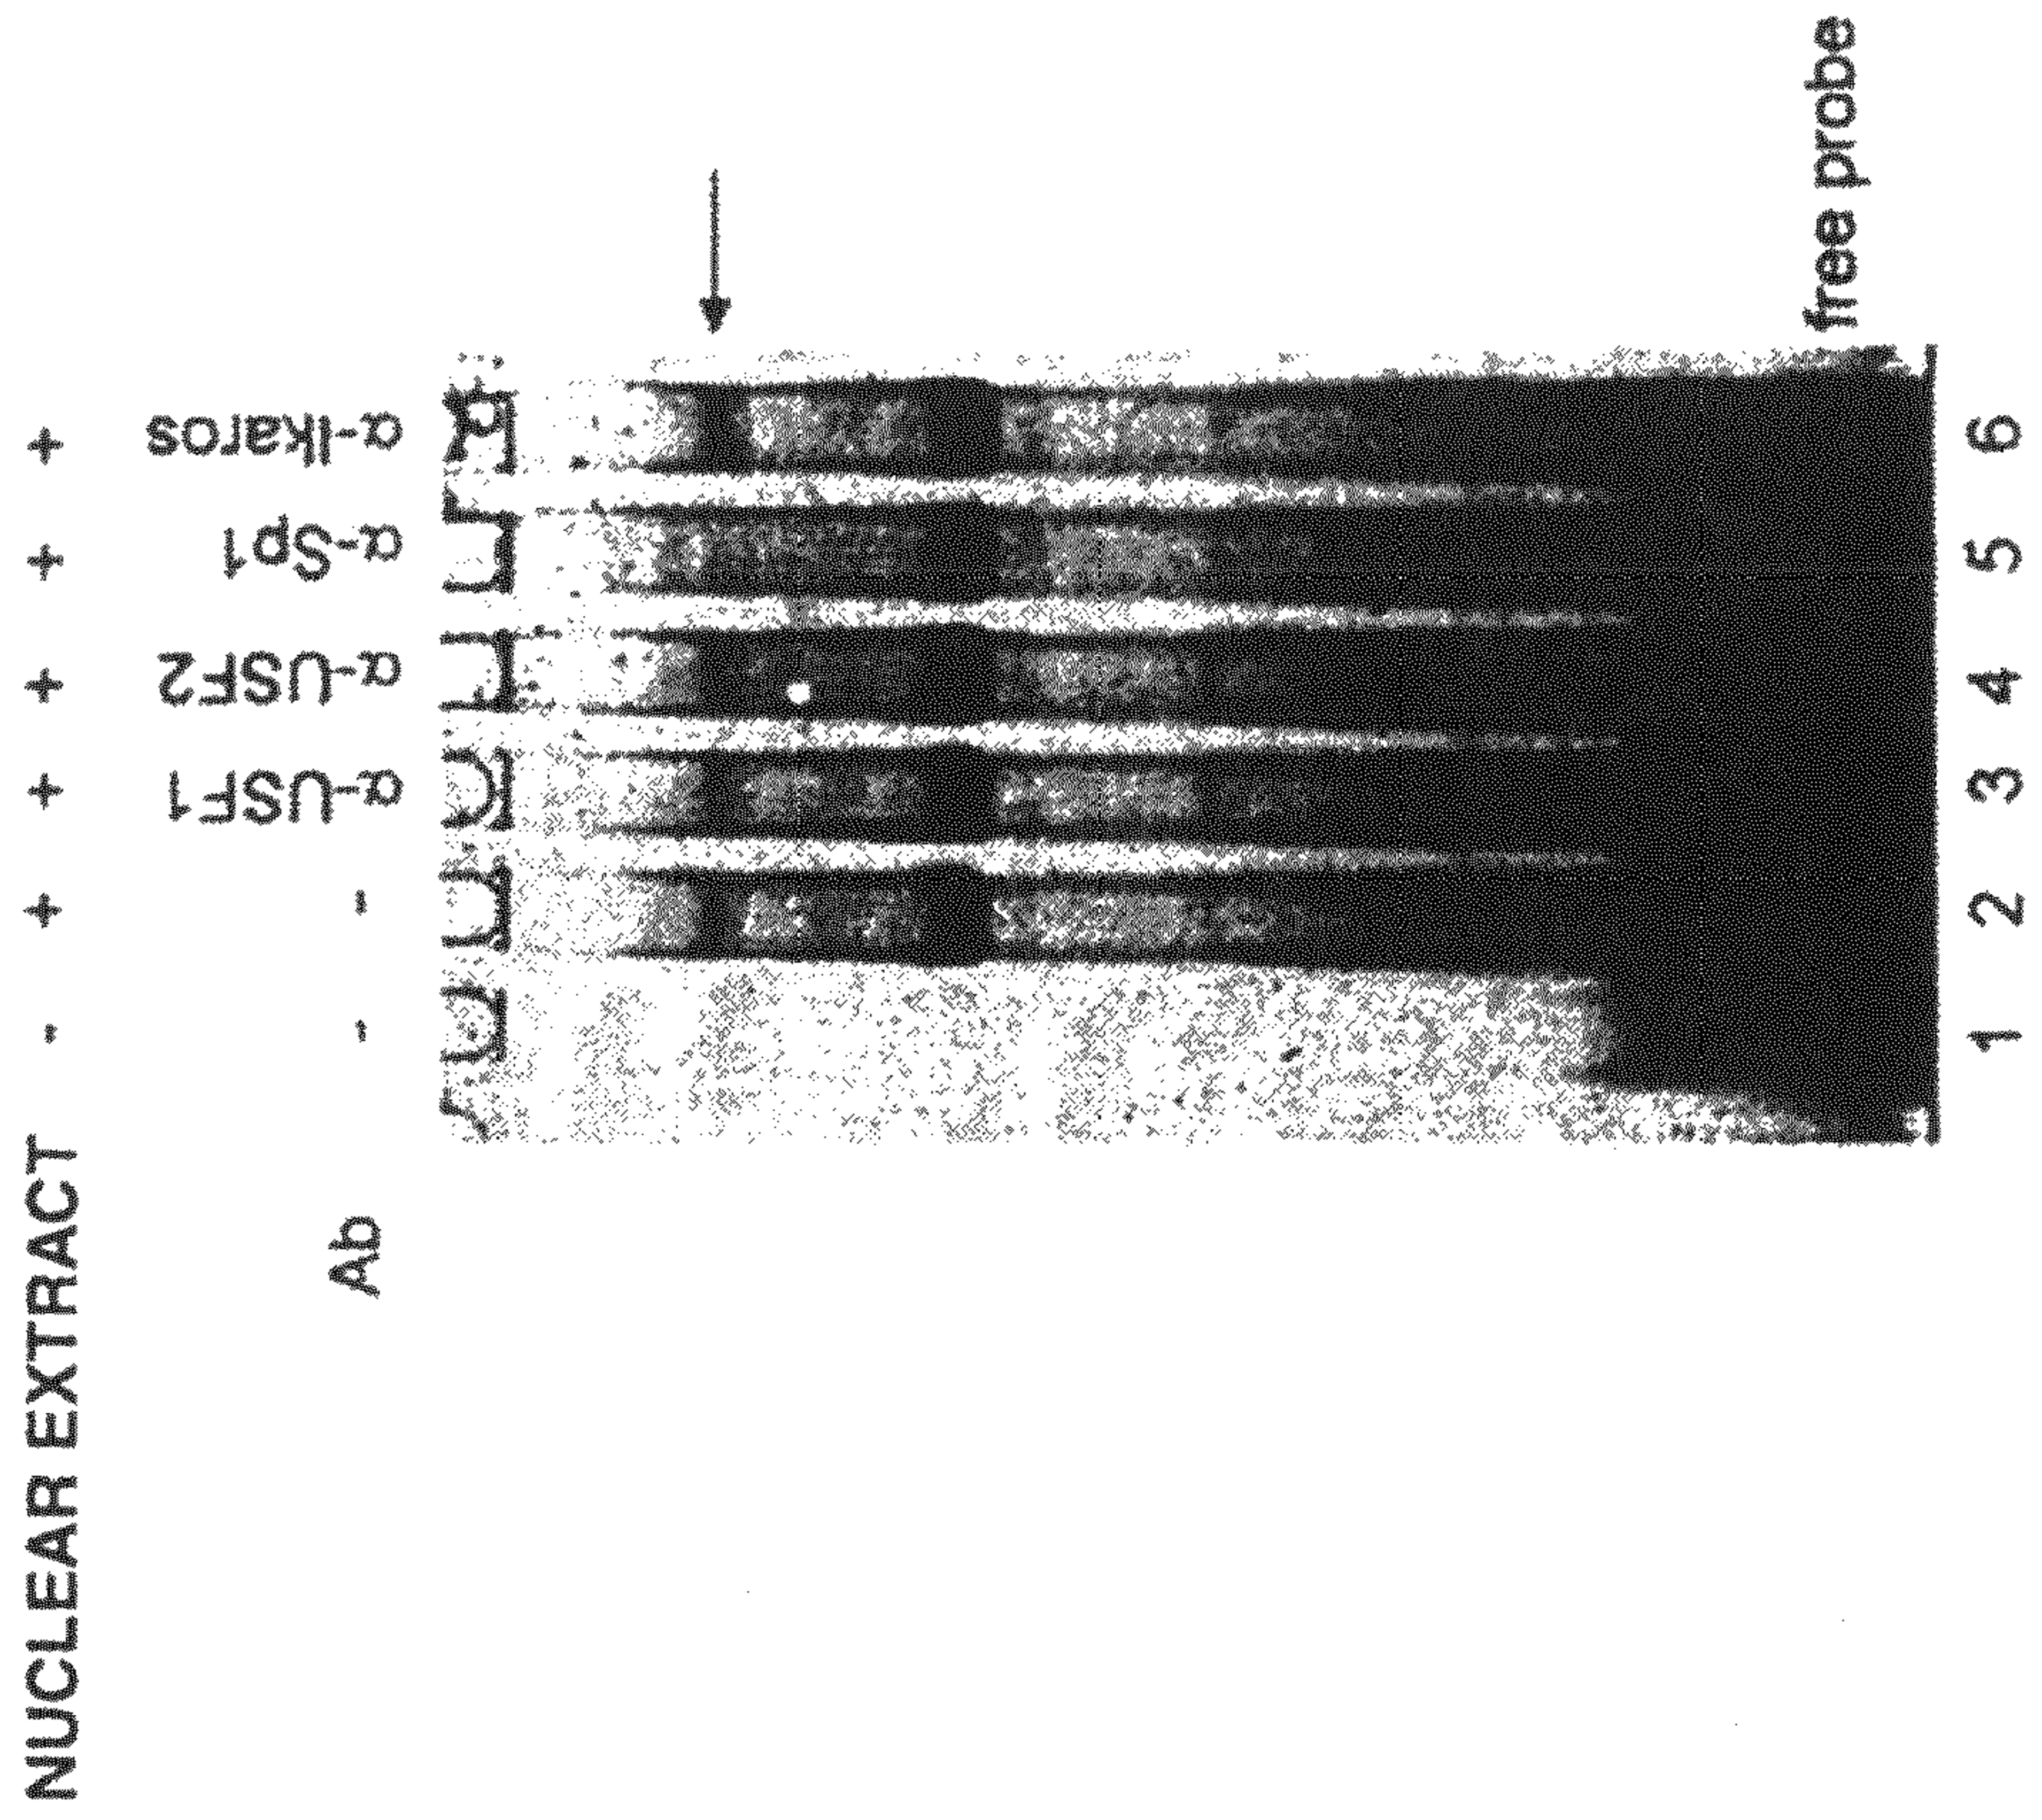 NUCLEAR EXTRACT - + + + + +
Ab - - α-USF1 α-USF2 α-Sp1 α-Ikaros
free probe
1 2 3 4 5 6